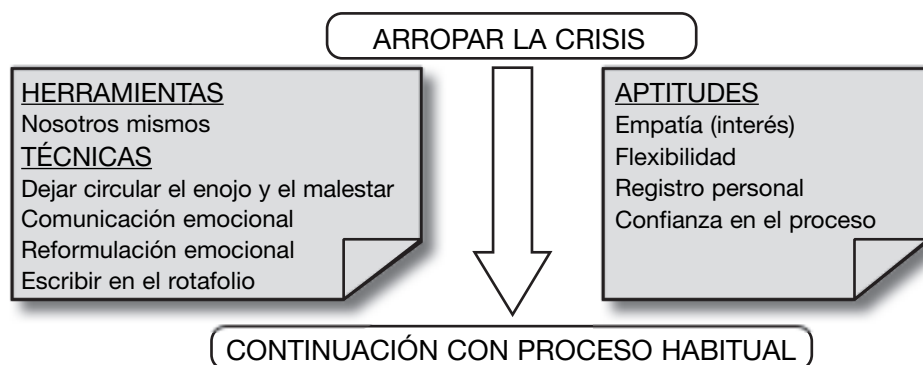 ARROPAR LA CRISIS
HERRAMIENTAS
Nosotros mismos
TÉCNICAS
Dejar circular el enojo y el malestar
Comunicación emocional
Reformulación emocional
Escribir en el rotafolio
APTITUDES
Empatía (interés)
Flexibilidad
Registro personal
Confianza en el proceso
CONTINUACIÓN CON PROCESO HABITUAL